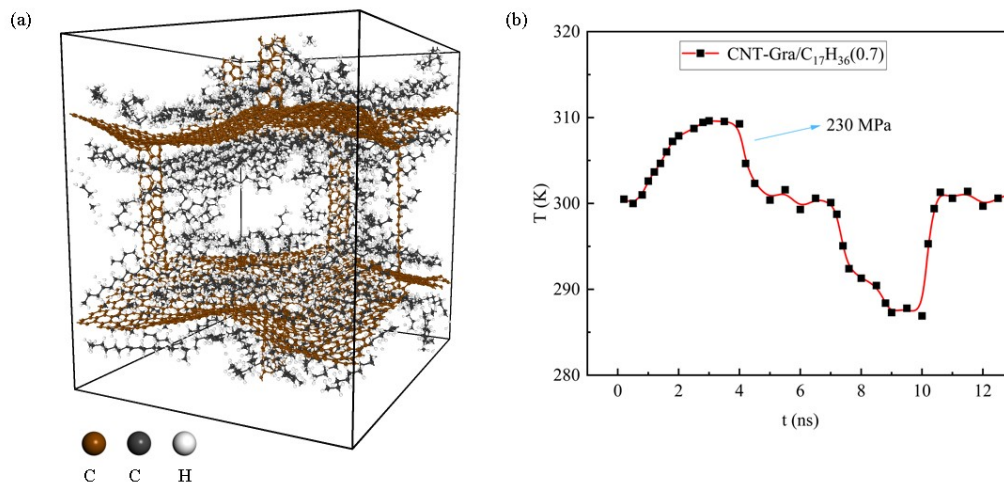 (a)
C C H
(b)
CNT-Gra/C₁₇H₃₆(0.7)
230 MPa
T (K)
320
310
300
290
280
0 2 4 6 8 10 12
t (ns)